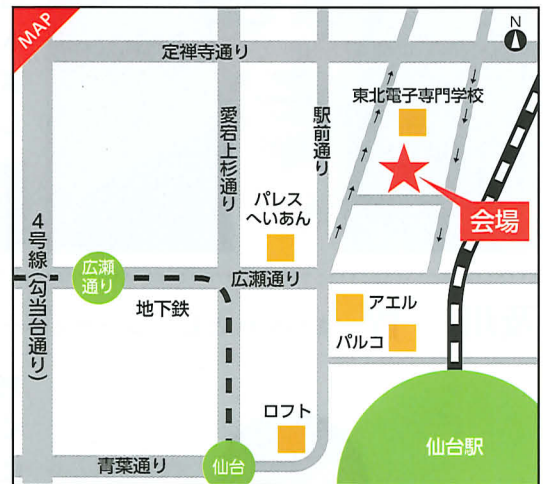 MAP
N
定禅寺通り
東北電子専門学校
愛宕上杉通り
駅前通り
パレス
へいあん
会場
4号線(勾当台通り)
広瀬
通り
広瀬通り
地下鉄
アエル
パルコ
ロフト
仙台駅
青葉通り
仙台